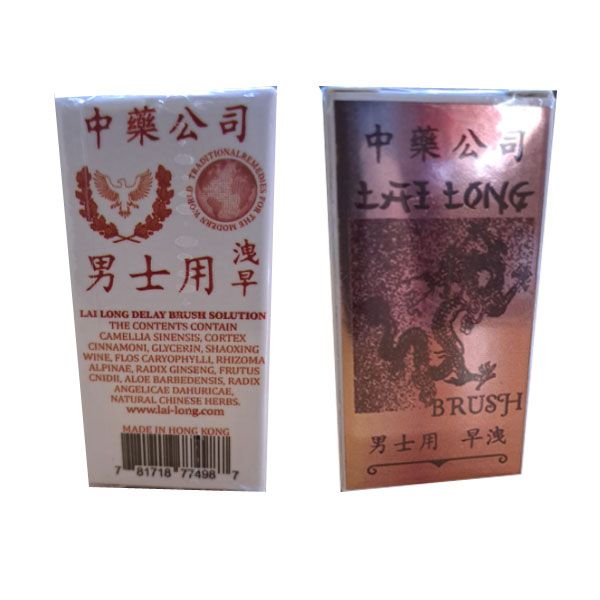 中藥公司
TRADITIONAL REMEDIES FOR THE MODERN WORLD
洩
男士用 早
LAI LONG DELAY BRUSH SOLUTION
THE CONTENTS CONTAIN
CAMELLIA SINENSIS, CORTEX
CINNAMONI, GLYCERIN, SHAOXING
WINE, FLOS CARYOPHYLLI, RHIZOMA
ALPINAE, RADIX GINSENG, FRUTUS
CNIDII, ALOE BARBEDENSIS, RADIX
ANGELICAE DAHURICAE,
NATURAL CHINESE HERBS.
www.lai-long.com
MADE IN HONG KONG
7 81718 77498 7
中藥公司
LAI LONG
BRUSH
男士用 早洩